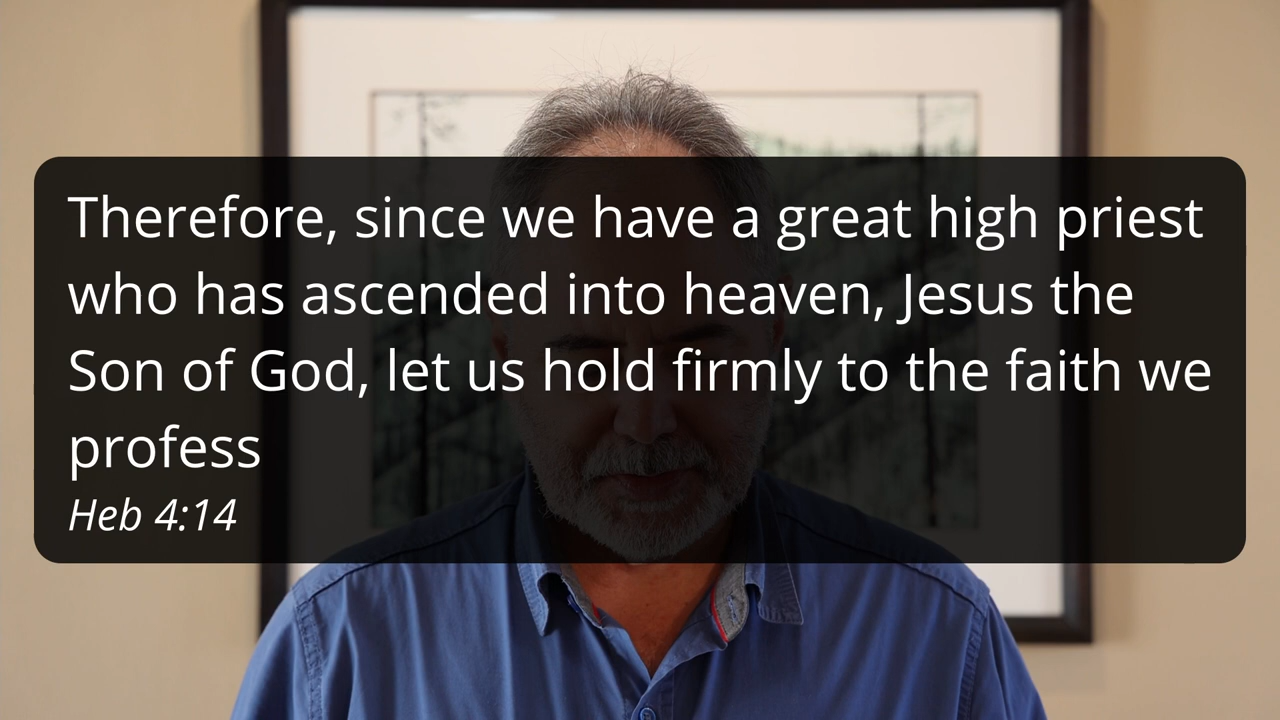 Therefore, since we have a great high priest
who has ascended into heaven, Jesus the
Son of God, let us hold firmly to the faith we
profess
Heb 4:14